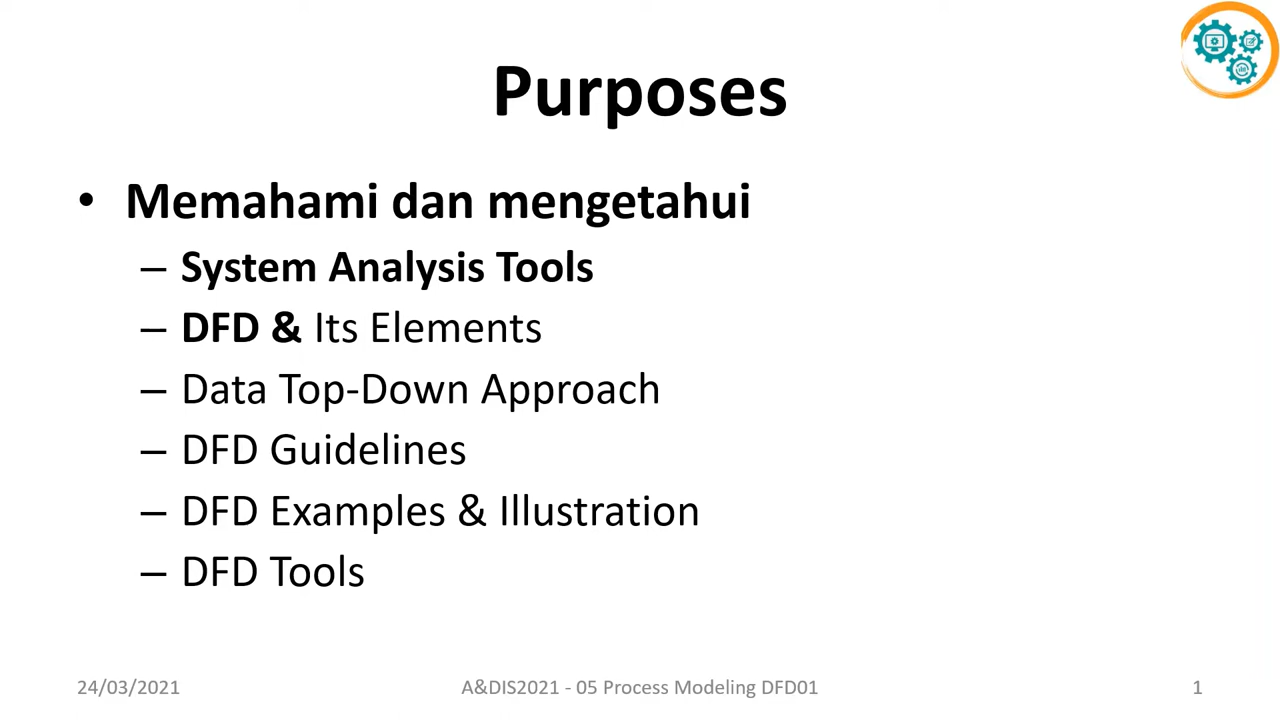 Purposes
• Memahami dan mengetahui
– System Analysis Tools
– DFD & Its Elements
– Data Top-Down Approach
– DFD Guidelines
– DFD Examples & Illustration
– DFD Tools
24/03/2021
A&DIS2021 - 05 Process Modeling DFD01
1